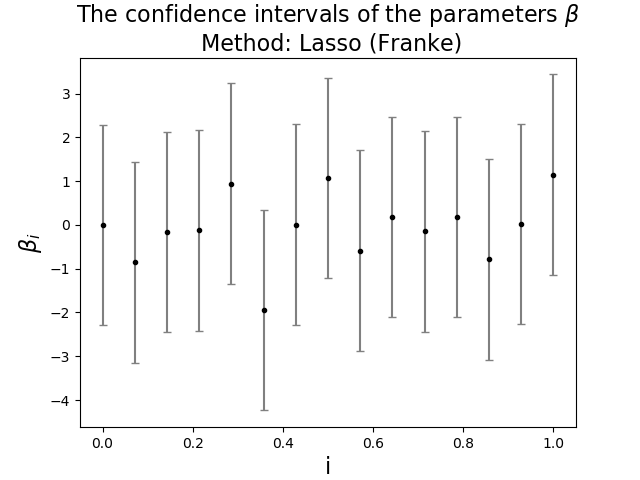 The confidence intervals of the parameters β
Method: Lasso (Franke)
3
2
1
0
−1
−2
−3
−4
βi
0.0 0.2 0.4 0.6 0.8 1.0
i